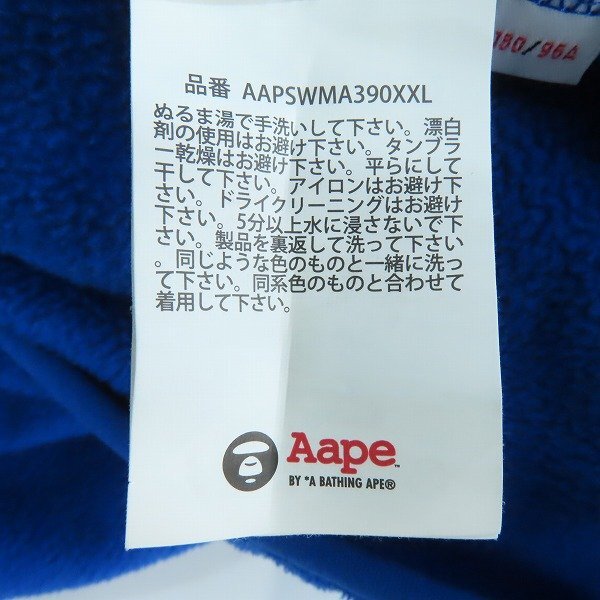 180/96A
品番 AAPSWMA390XXL
ぬるま湯で手洗いして下さい。漂白
剤の使用はお避け下さい。タンブラ
ー乾燥はお避け下さい。平らにして
干して下さい。アイロンはお避け下
さい。ドライクリーニングはお避け
下さい。5分以上水に浸さないで下
さい。製品を裏返して洗って下さい
。同じような色のものと一緒に洗っ
て下さい。同系色のものと合わせて
着用して下さい。
Aape™
BY *A BATHING APE®